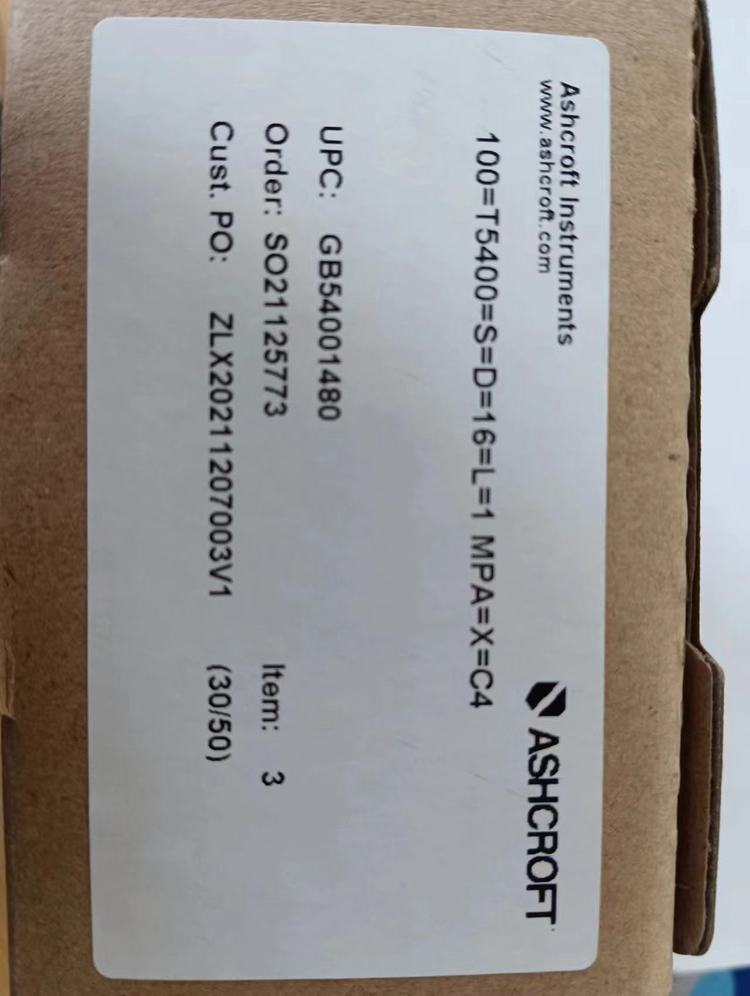 Ashcroft Instruments
www.ashcroft.com
ASHCROFT
100=T5400=S=D=16=L=1 MPA=X=C4
UPC: GB54001480
Order: SO21125773 Item: 3
Cust. PO: ZLX20211207003V1 (30/50)